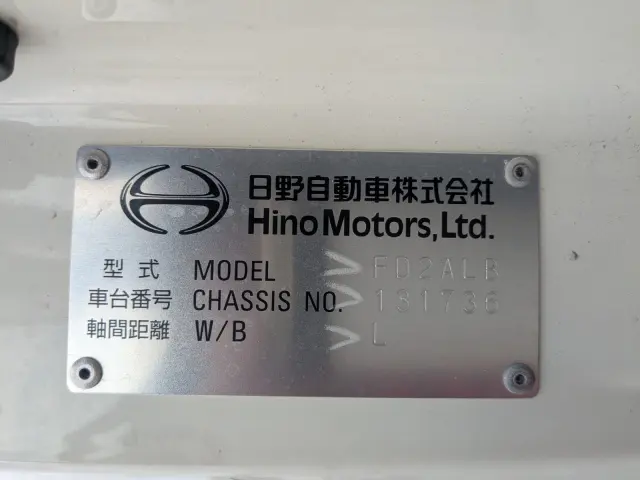 日野自動車株式会社
Hino Motors, Ltd.
型式 MODEL FD2ALB
車台番号 CHASSIS NO. 181736
軸間距離 W/B L